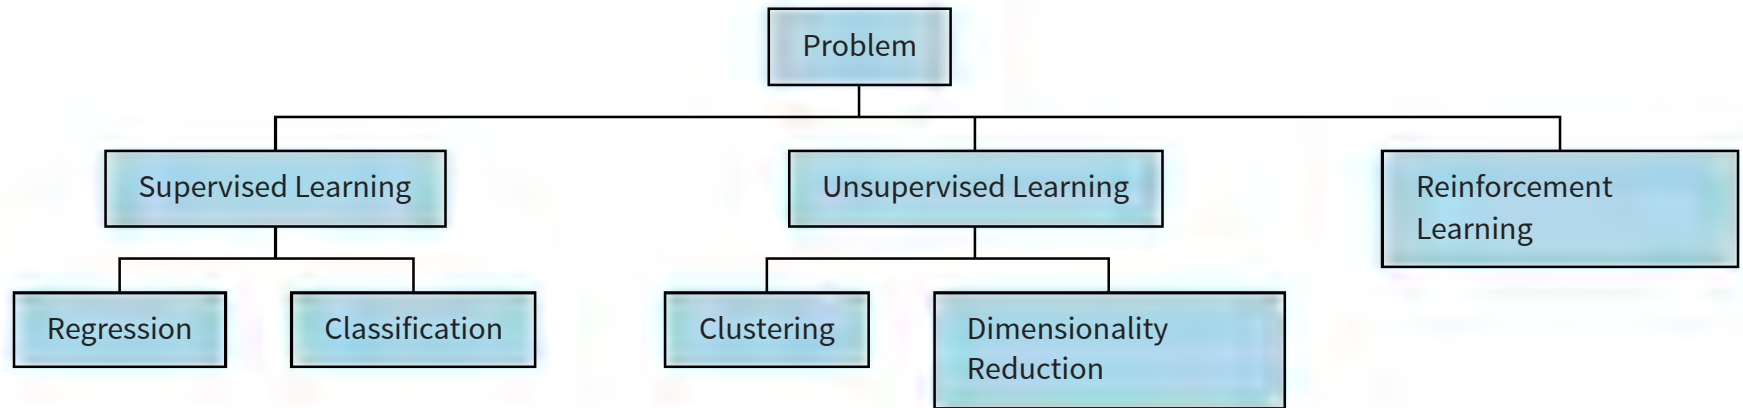 Problem
Supervised Learning
Unsupervised Learning
Reinforcement
Learning
Regression
Classification
Clustering
Dimensionality
Reduction